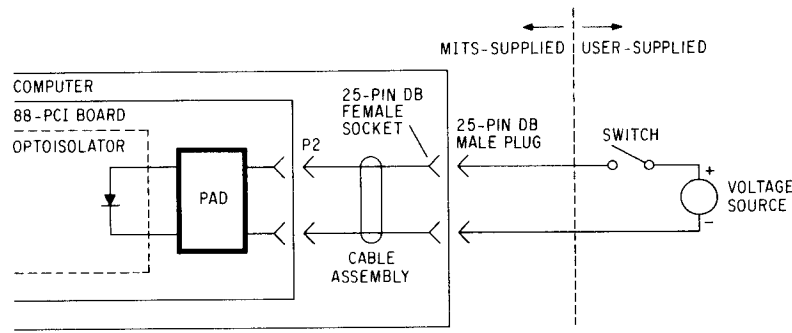 MITS-SUPPLIED
USER-SUPPLIED
COMPUTER
88-PCI BOARD
OPTOISOLATOR
PAD
P2
25-PIN DB
FEMALE
SOCKET
25-PIN DB
MALE PLUG
SWITCH
+
VOLTAGE
SOURCE
−
CABLE
ASSEMBLY